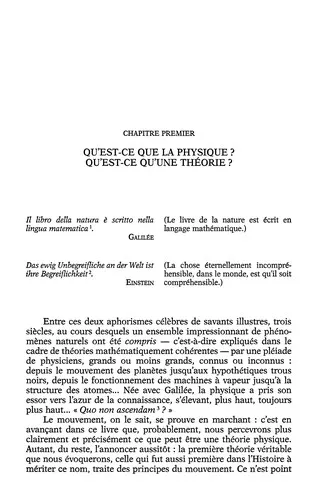 CHAPITRE PREMIER
QU'EST-CE QUE LA PHYSIQUE ?
QU'EST-CE QU'UNE THÉORIE ?
Il libro della natura è scritto nella
lingua matematica¹.
GALILÉE
(Le livre de la nature est écrit en
langage mathématique.)
Das ewig Unbegreifliche an der Welt ist
ihre Begreiflichkeit².
EINSTEIN
(La chose éternellement incompré-
hensible, dans le monde, est qu'il soit
compréhensible.)
Entre ces deux aphorismes célèbres de savants illustres, trois
siècles, au cours desquels un ensemble impressionnant de phéno-
mènes naturels ont été compris — c'est-à-dire expliqués dans le
cadre de théories mathématiquement cohérentes — par une pléiade
de physiciens, grands ou moins grands, connus ou inconnus :
depuis le mouvement des planètes jusqu'aux hypothétiques trous
noirs, depuis le fonctionnement des machines à vapeur jusqu'à la
structure des atomes... Née avec Galilée, la physique a pris son
essor vers l'azur de la connaissance, s'élevant, plus haut, toujours
plus haut... « Quo non ascendam³ ? »
Le mouvement, on le sait, se prouve en marchant : c'est en
avançant dans ce livre que, probablement, nous percevrons plus
clairement et précisément ce que peut être une théorie physique.
Autant, du reste, l'annoncer aussitôt : la première théorie véritable
que nous évoquerons, celle qui fut aussi première dans l'Histoire à
mériter ce nom, traite des principes du mouvement. Ce n'est point